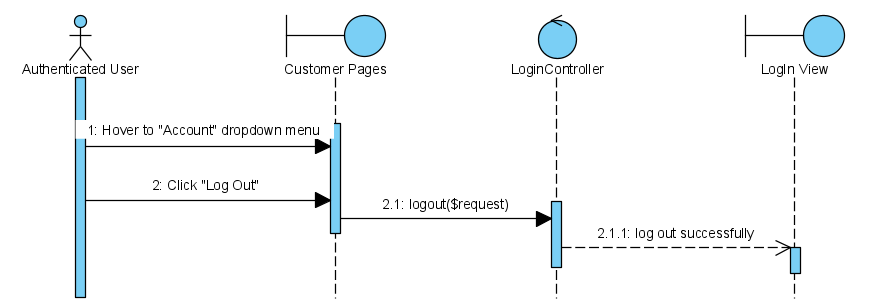 Authenticated User
Customer Pages
LoginController
LogIn View
1: Hover to "Account" dropdown menu
2: Click "Log Out"
2.1: logout($request)
2.1.1: log out successfully